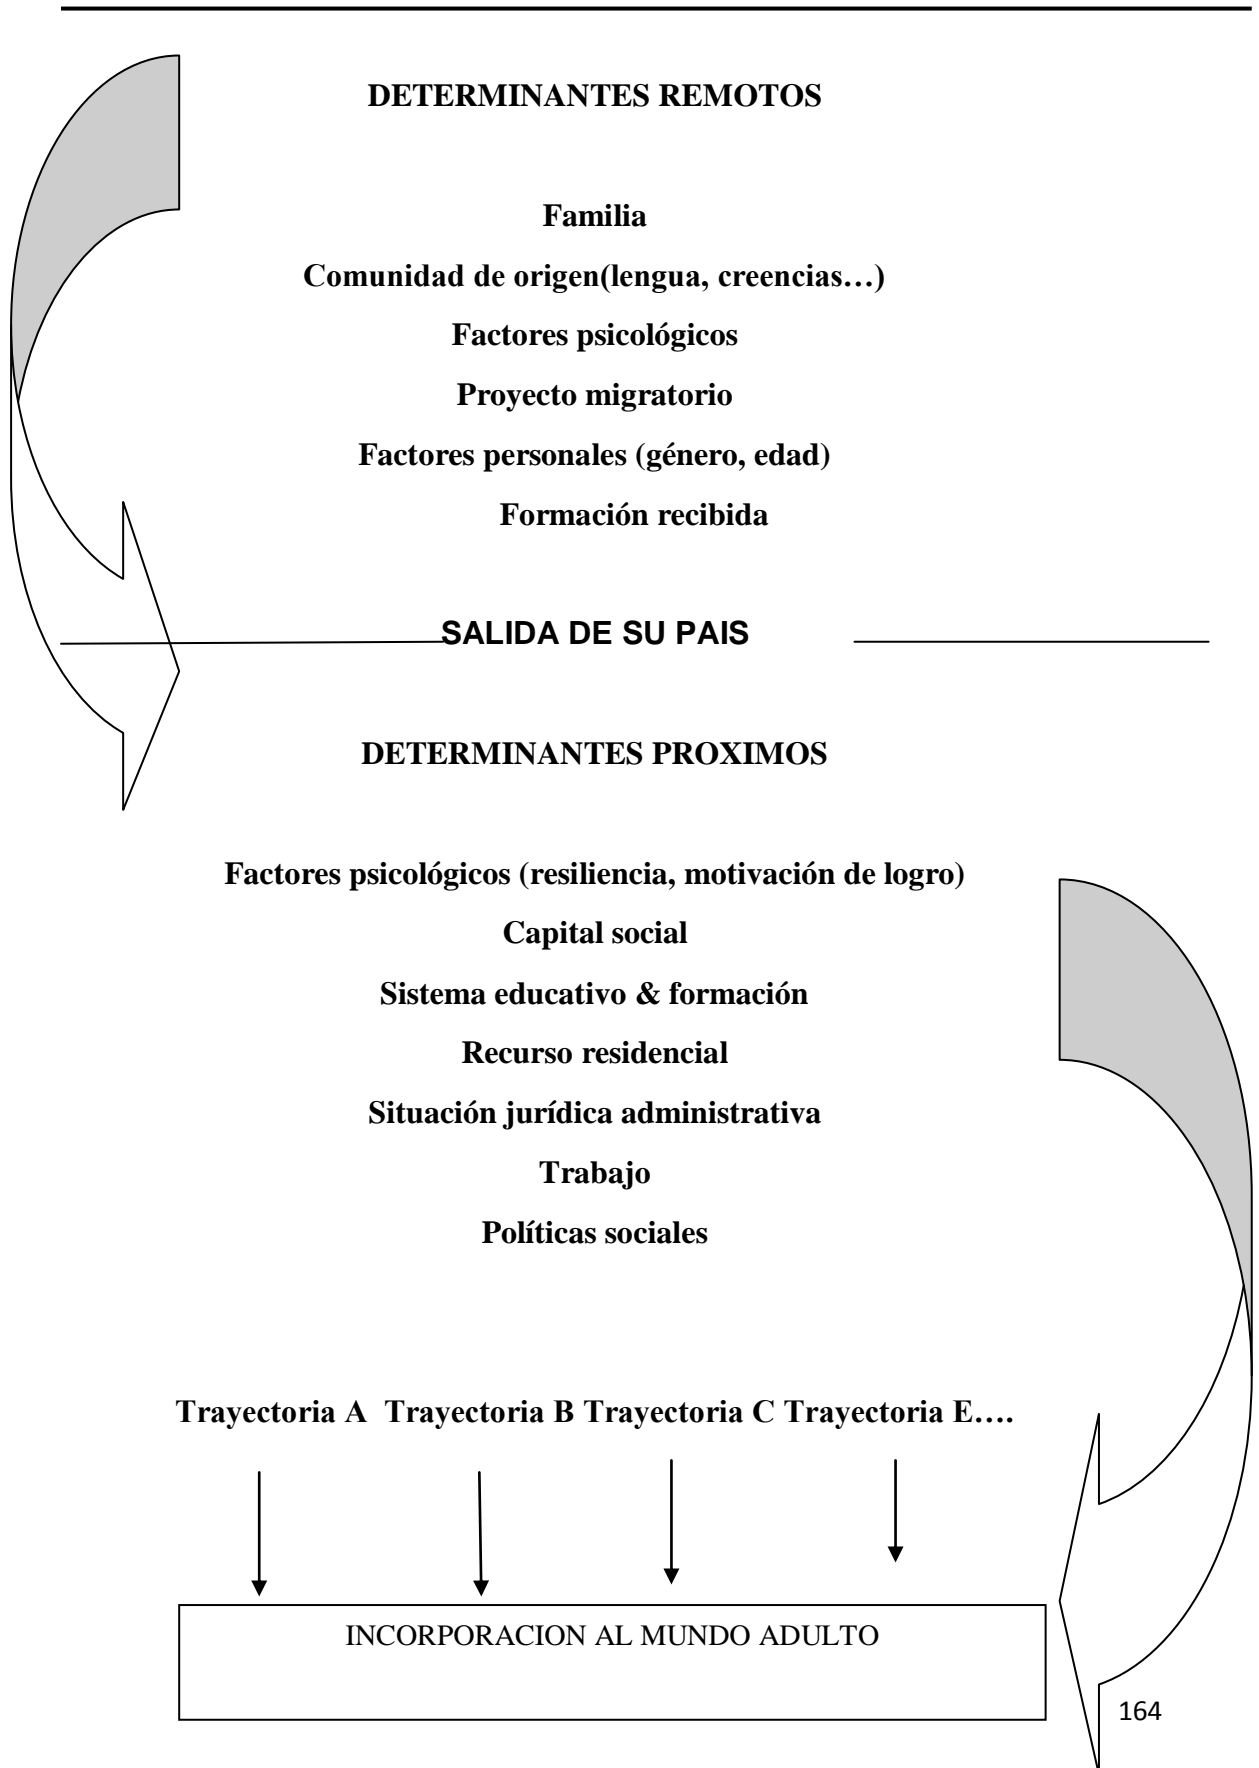 DETERMINANTES REMOTOS
Familia
Comunidad de origen(lengua, creencias…)
Factores psicológicos
Proyecto migratorio
Factores personales (género, edad)
Formación recibida
SALIDA DE SU PAIS
DETERMINANTES PROXIMOS
Factores psicológicos (resiliencia, motivación de logro)
Capital social
Sistema educativo & formación
Recurso residencial
Situación jurídica administrativa
Trabajo
Políticas sociales
Trayectoria A  Trayectoria B Trayectoria C Trayectoria E….
INCORPORACION AL MUNDO ADULTO
164